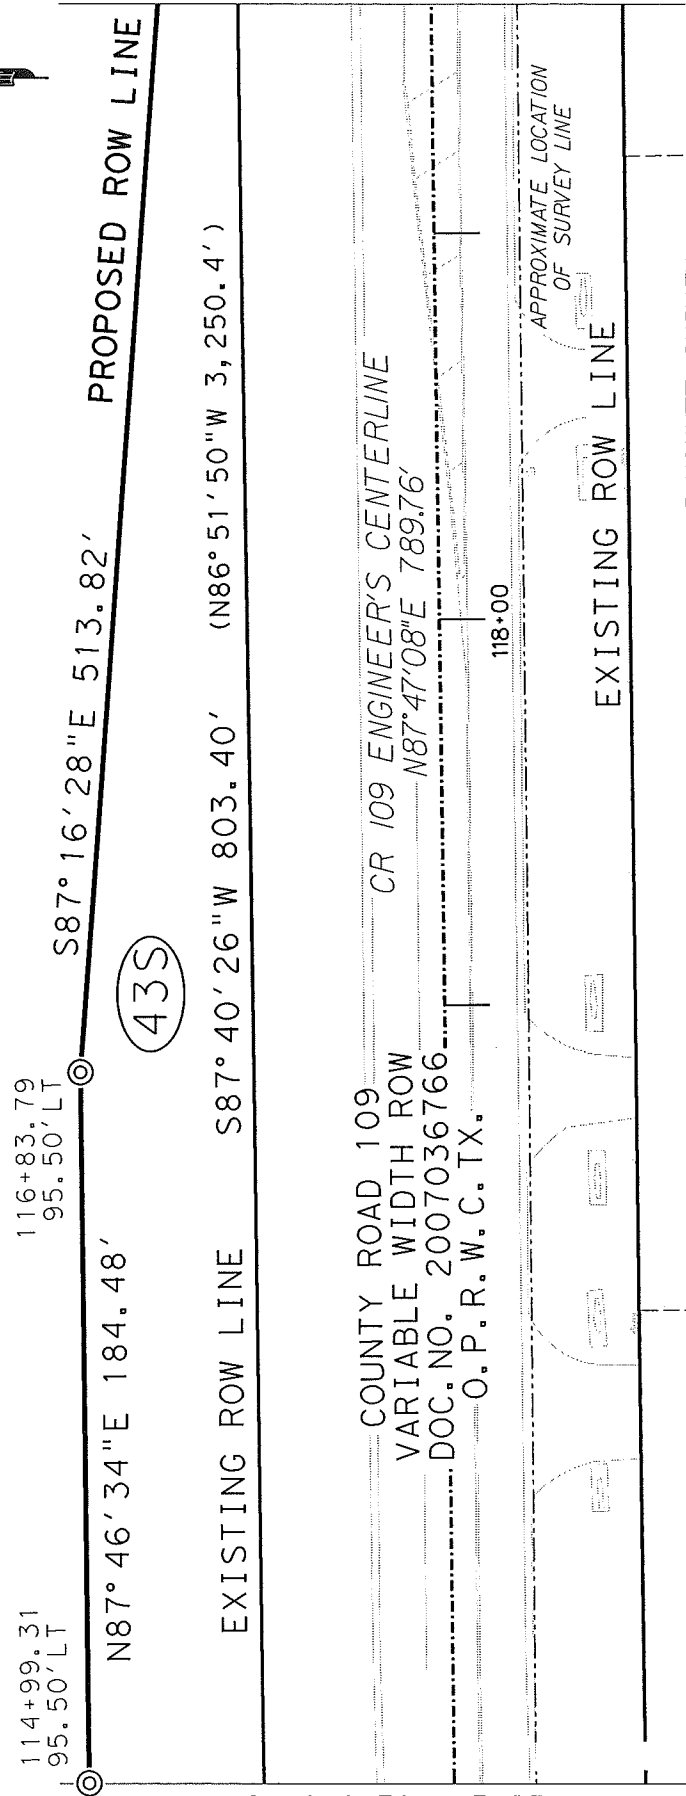 114+99.31
95.50'LT
N87°46'34"E 184.48'
116+83.79
95.50'LT
S87°16'28"E 513.82'
PROPOSED ROW LINE
43S
EXISTING ROW LINE
S87°40'26"W 803.40'
(N86°51'50"W 3,250.4')
COUNTY ROAD 109
VARIABLE WIDTH ROW
DOC. NO. 2007036766
O.P.R.W.C.TX.
CR 109 ENGINEER'S CENTERLINE
N87°47'08"E 789.76'
118+00
APPROXIMATE LOCATION
OF SURVEY LINE
EXISTING ROW LINE